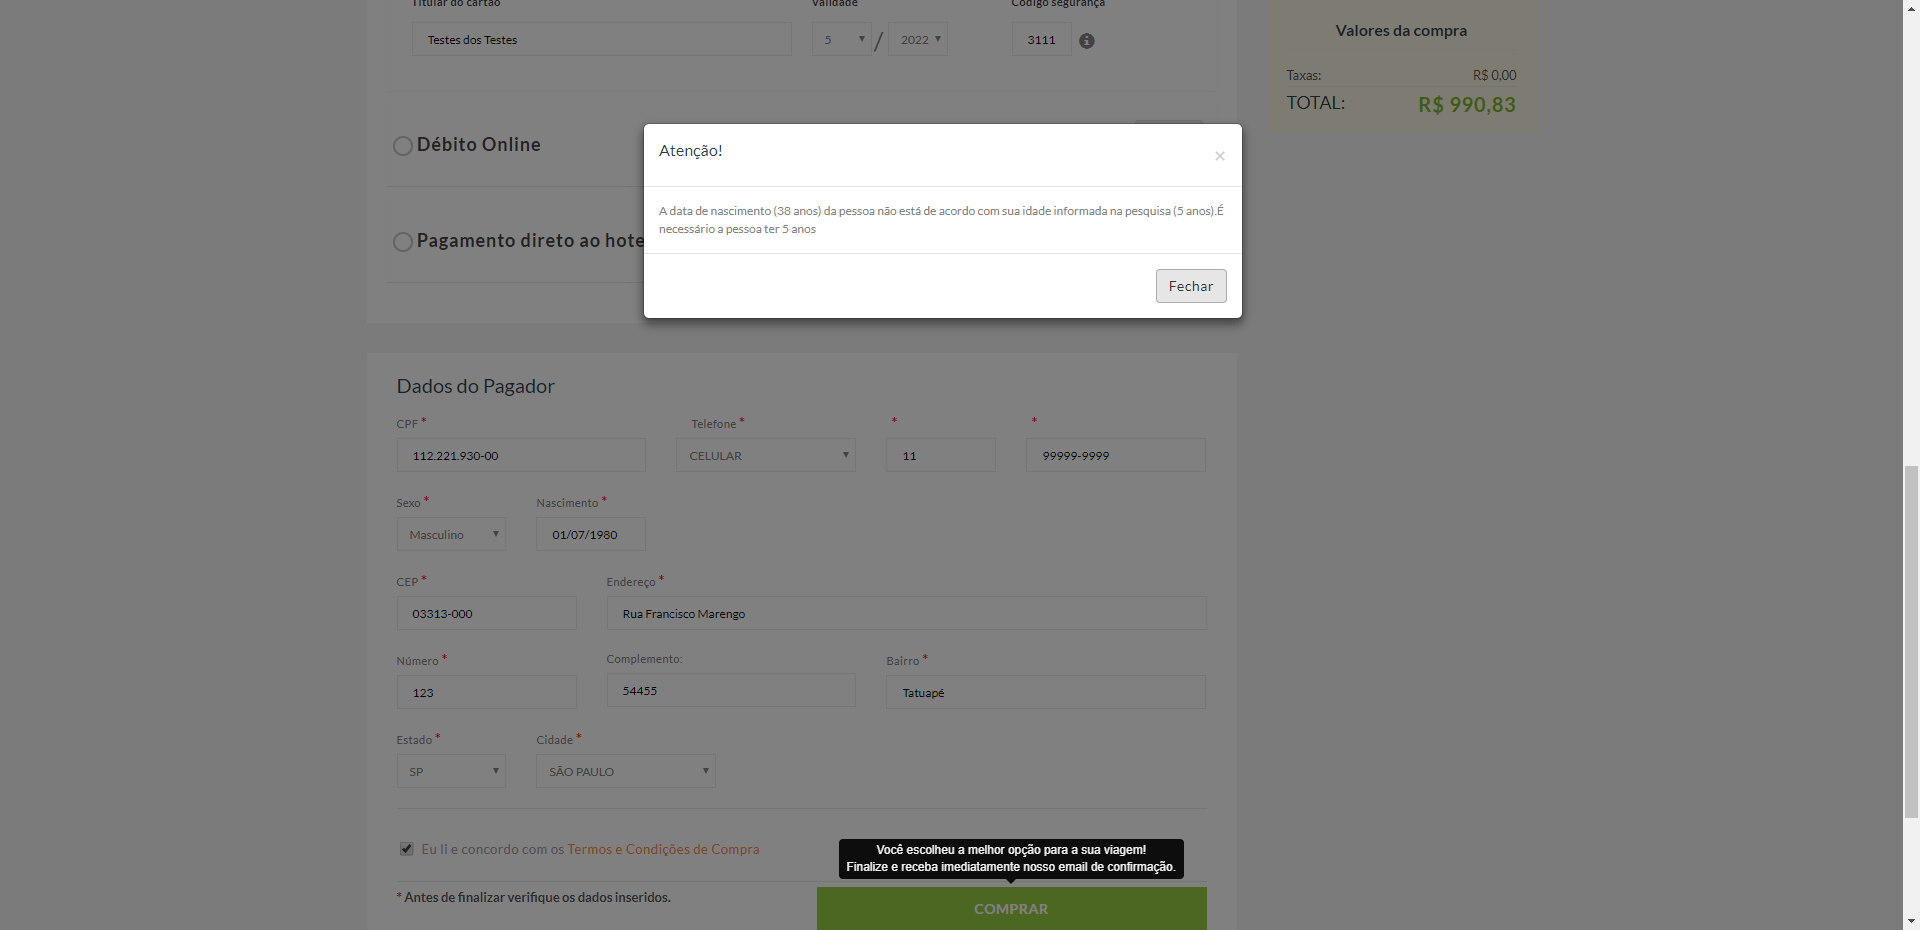 Titular do cartão Validade Código segurança
Testes dos Testes 5 / 2022 3111
Valores da compra
Taxas: R$ 0,00
TOTAL: R$ 990,83
Débito Online
Pagamento direto ao hote
Atenção! ×
A data de nascimento (38 anos) da pessoa não está de acordo com sua idade informada na pesquisa (5 anos).É
necessário a pessoa ter 5 anos
Fechar
Dados do Pagador
CPF * Telefone * * *
112.221.930-00 CELULAR 11 99999-9999
Sexo * Nascimento *
Masculino 01/07/1980
CEP * Endereço *
03313-000 Rua Francisco Marengo
Número * Complemento: Bairro *
123 54455 Tatuapé
Estado * Cidade *
SP SÃO PAULO
Eu li e concordo com os Termos e Condições de Compra
Você escolheu a melhor opção para a sua viagem!
Finalize e receba imediatamente nosso email de confirmação.
* Antes de finalizar verifique os dados inseridos.
COMPRAR